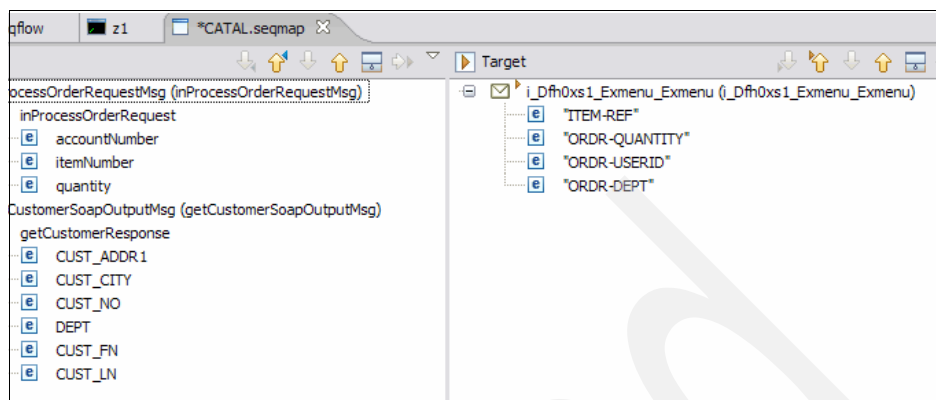 qflow z1 *CATAL.seqmap
Target
ocessOrderRequestMsg (inProcessOrderRequestMsg)
inProcessOrderRequest
e accountNumber
e itemNumber
e quantity
CustomerSoapOutputMsg (getCustomerSoapOutputMsg)
getCustomerResponse
e CUST_ADDR1
e CUST_CITY
e CUST_NO
e DEPT
e CUST_FN
e CUST_LN
i_Dfh0xs1_Exmenu_Exmenu (i_Dfh0xs1_Exmenu_Exmenu)
e "ITEM-REF"
e "ORDR-QUANTITY"
e "ORDR-USERID"
e "ORDR-DEPT"